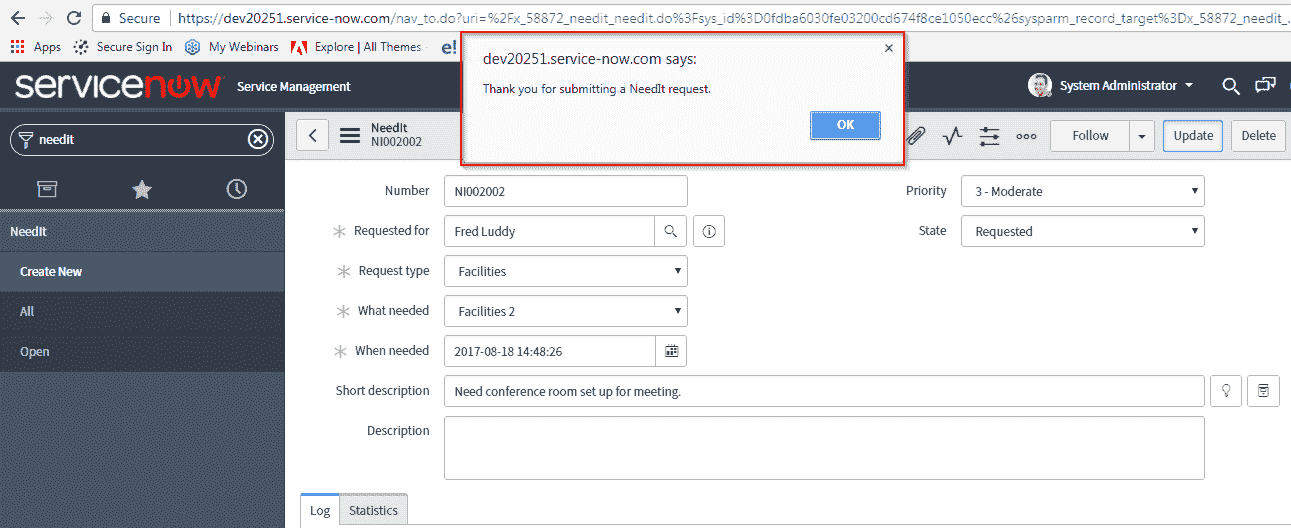 Secure https://dev20251.service-now.com/nav_to.do?uri=%2Fx_58872_needit_needit.do%3Fsys_id%3D0fdba6030fe03200cd674f8ce1050ecc%26sysparm_record_target%3Dx_58872_needit_
Apps Secure Sign In My Webinars Explore | All Themes e!
dev20251.service-now.com says:
Thank you for submitting a NeedIt request.
OK
servicenow Service Management
System Administrator
needit
NeedIt
NI002002
Follow Update Delete
NeedIt
Create New
All
Open
Number NI002002
Priority 3 - Moderate
Requested for Fred Luddy
State Requested
Request type Facilities
What needed Facilities 2
When needed 2017-08-18 14:48:26
Short description Need conference room set up for meeting.
Description
Log Statistics